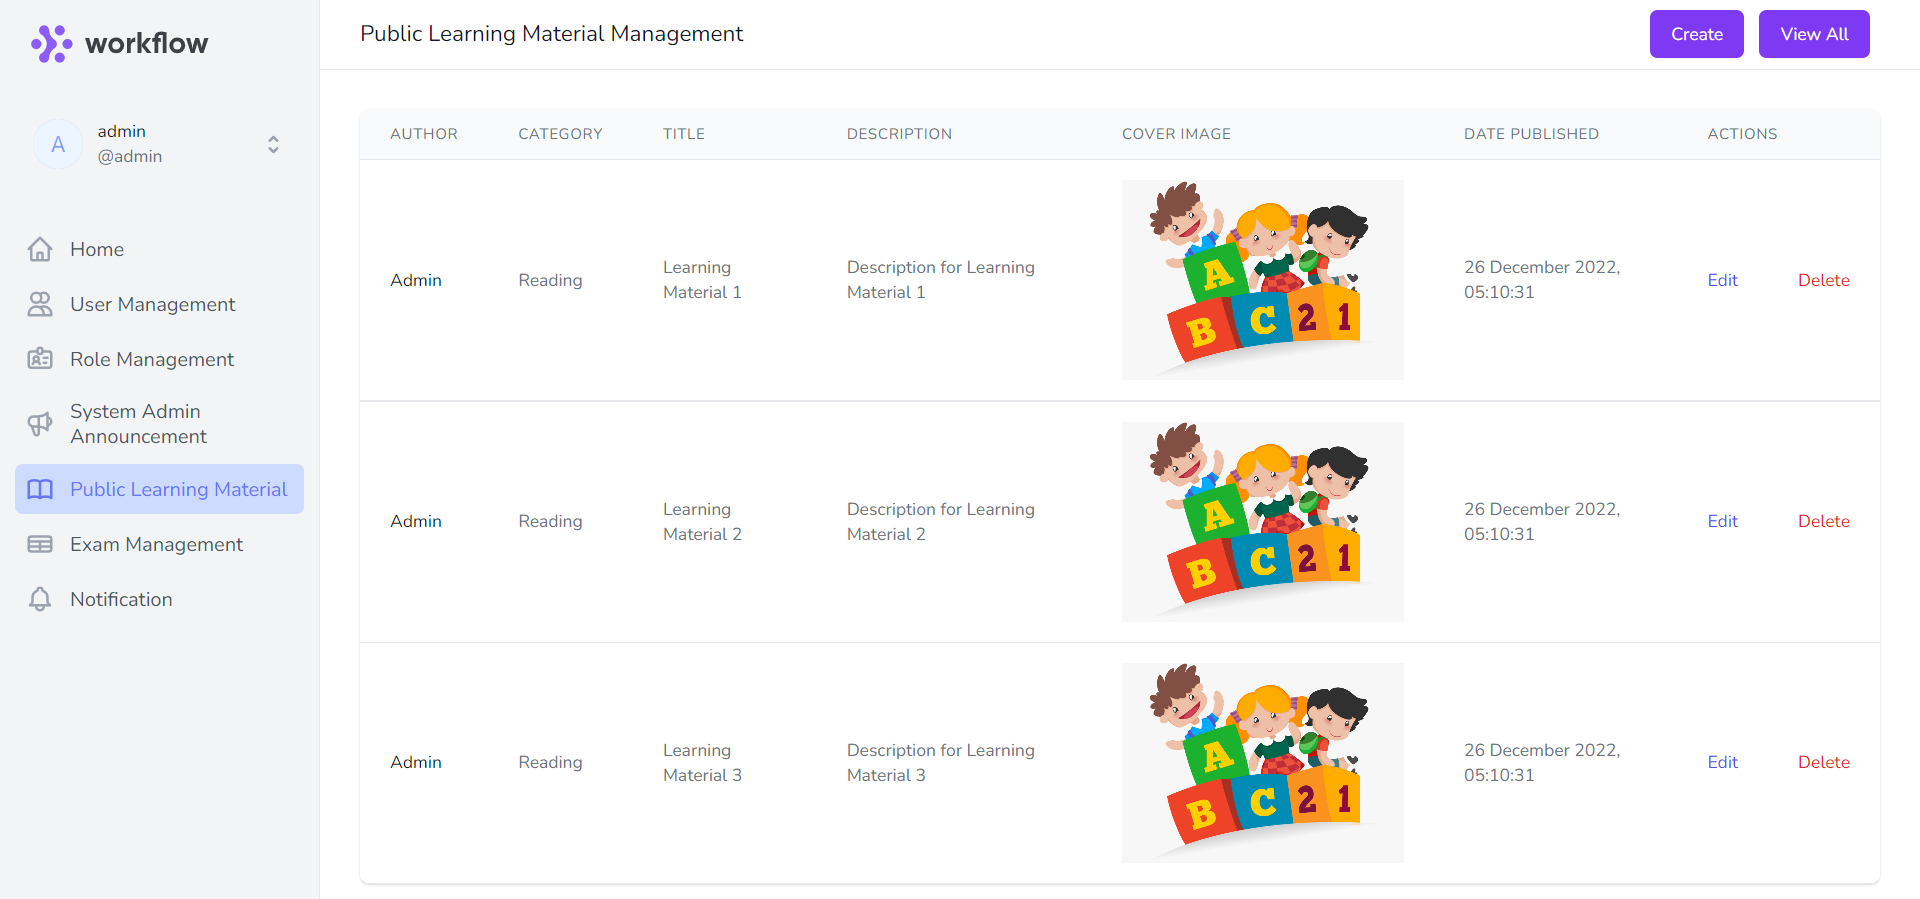 workflow
A
admin
@admin
Home
User Management
Role Management
System Admin
Announcement
Public Learning Material
Exam Management
Notification
Public Learning Material Management
Create
View All
AUTHOR CATEGORY TITLE DESCRIPTION COVER IMAGE DATE PUBLISHED ACTIONS
Admin
Reading
Learning
Material 1
Description for Learning
Material 1
A
B C 2 1
26 December 2022,
05:10:31
Edit
Delete
Admin
Reading
Learning
Material 2
Description for Learning
Material 2
A
B C 2 1
26 December 2022,
05:10:31
Edit
Delete
Admin
Reading
Learning
Material 3
Description for Learning
Material 3
A
B C 2 1
26 December 2022,
05:10:31
Edit
Delete